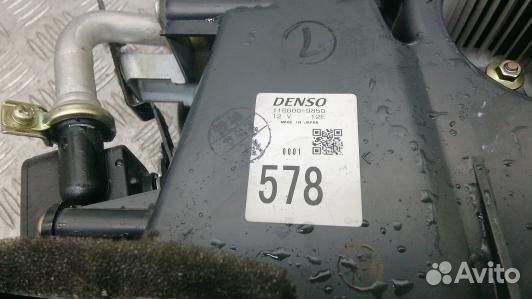 DENSO
116600-9850
12 V 12E
MADE IN JAPAN
0001
578
Avito